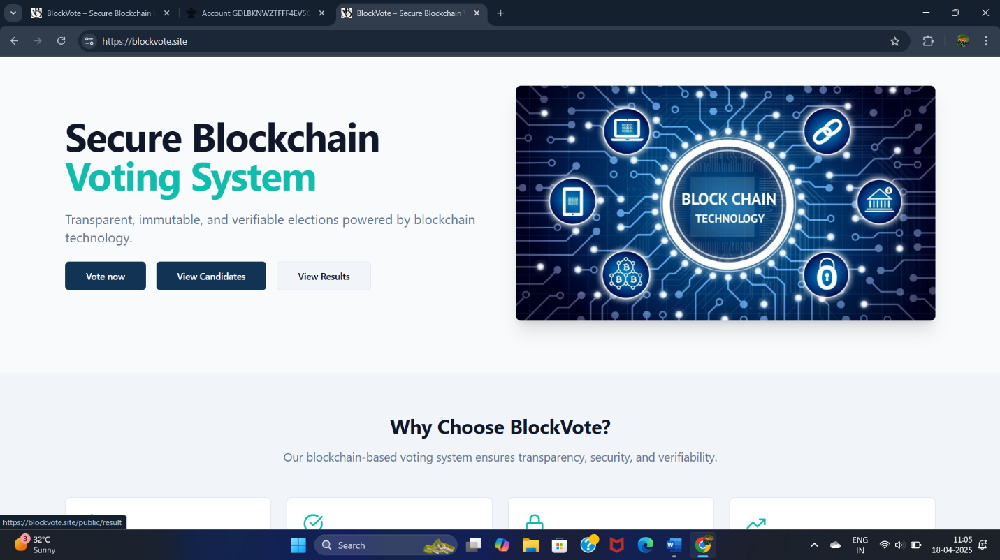 BlockVote – Secure Blockchain
Account GDLBKNWZTFFF4EV5G
BlockVote – Secure Blockchain
https://blockvote.site
Secure Blockchain
Voting System
Transparent, immutable, and verifiable elections powered by blockchain
technology.
Vote now
View Candidates
View Results
BLOCK CHAIN
TECHNOLOGY
Why Choose BlockVote?
Our blockchain-based voting system ensures transparency, security, and verifiability.
https://blockvote.site/public/result
3
32°C
Sunny
Search
ENG
IN
11:05
18-04-2025